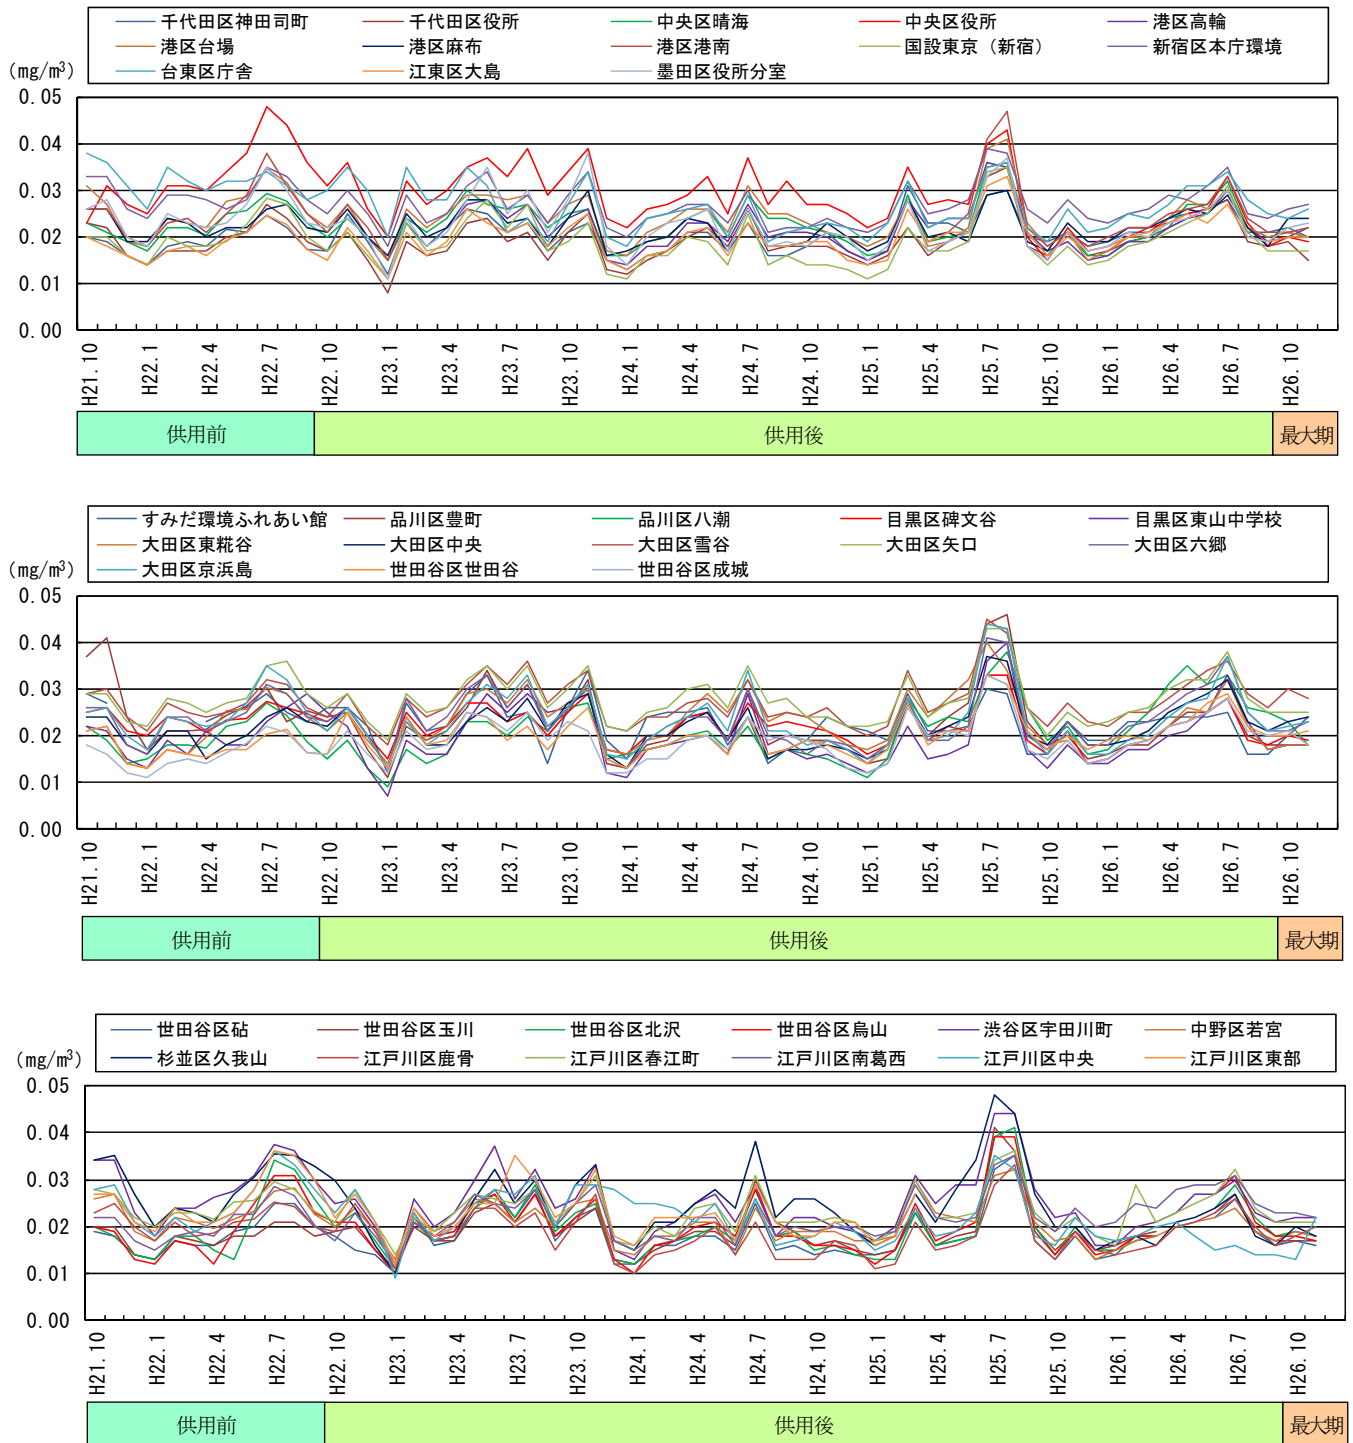 千代田区神田司町 千代田区役所 中央区晴海 中央区役所 港区高輪
港区台場 港区麻布 港区港南 国設東京（新宿） 新宿区本庁環境
台東区庁舎 江東区大島 墨田区役所分室
(mg/m³)
0.05
0.04
0.03
0.02
0.01
0.00
H21.10 H22.1 H22.4 H22.7 H22.10 H23.1 H23.4 H23.7 H23.10 H24.1 H24.4 H24.7 H24.10 H25.1 H25.4 H25.7 H25.10 H26.1 H26.4 H26.7 H26.10
供用前 供用後 最大期
すみだ環境ふれあい館 品川区豊町 品川区八潮 目黒区碑文谷 目黒区東山中学校
大田区東糀谷 大田区中央 大田区雪谷 大田区矢口 大田区六郷
大田区京浜島 世田谷区世田谷 世田谷区成城
(mg/m³)
0.05
0.04
0.03
0.02
0.01
0.00
H21.10 H22.1 H22.4 H22.7 H22.10 H23.1 H23.4 H23.7 H23.10 H24.1 H24.4 H24.7 H24.10 H25.1 H25.4 H25.7 H25.10 H26.1 H26.4 H26.7 H26.10
供用前 供用後 最大期
世田谷区砧 世田谷区玉川 世田谷区北沢 世田谷区烏山 渋谷区宇田川町 中野区若宮
杉並区久我山 江戸川区鹿骨 江戸川区春江町 江戸川区南葛西 江戸川区中央 江戸川区東部
(mg/m³)
0.05
0.04
0.03
0.02
0.01
0.00
H21.10 H22.1 H22.4 H22.7 H22.10 H23.1 H23.4 H23.7 H23.10 H24.1 H24.4 H24.7 H24.10 H25.1 H25.4 H25.7 H25.10 H26.1 H26.4 H26.7 H26.10
供用前 供用後 最大期